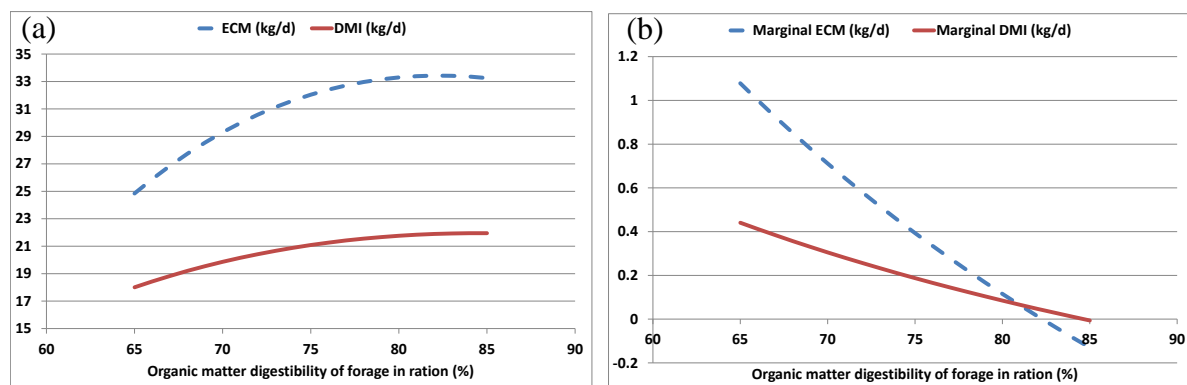 (a)
ECM (kg/d) DMI (kg/d)
35
33
31
29
27
25
23
21
19
17
15
60 65 70 75 80 85 90
Organic matter digestibility of forage in ration (%)
(b)
Marginal ECM (kg/d) Marginal DMI (kg/d)
1.2
1
0.8
0.6
0.4
0.2
0
-0.2
60 65 70 75 80 85 90
Organic matter digestibility of forage in ration (%)